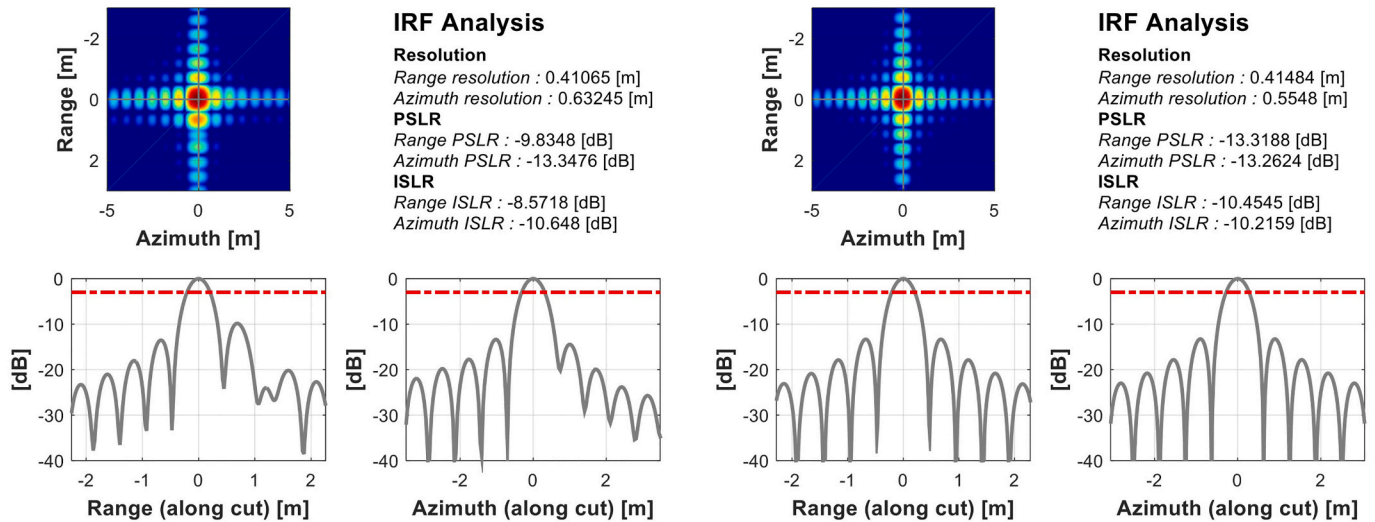 -2
0
2
Range [m]
-5
0
5
Azimuth [m]
IRF Analysis
Resolution
Range resolution : 0.41065 [m]
Azimuth resolution : 0.63245 [m]
PSLR
Range PSLR : -9.8348 [dB]
Azimuth PSLR : -13.3476 [dB]
ISLR
Range ISLR : -8.5718 [dB]
Azimuth ISLR : -10.648 [dB]
-2
0
2
Range [m]
-5
0
5
Azimuth [m]
IRF Analysis
Resolution
Range resolution : 0.41484 [m]
Azimuth resolution : 0.5548 [m]
PSLR
Range PSLR : -13.3188 [dB]
Azimuth PSLR : -13.2624 [dB]
ISLR
Range ISLR : -10.4545 [dB]
Azimuth ISLR : -10.2159 [dB]
0
-10
-20
-30
-40
[dB]
-2
-1
0
1
2
Range (along cut) [m]
0
-10
-20
-30
-40
[dB]
-2
0
2
Azimuth (along cut) [m]
0
-10
-20
-30
-40
[dB]
-2
-1
0
1
2
Range (along cut) [m]
0
-10
-20
-30
-40
[dB]
-2
0
2
Azimuth (along cut) [m]